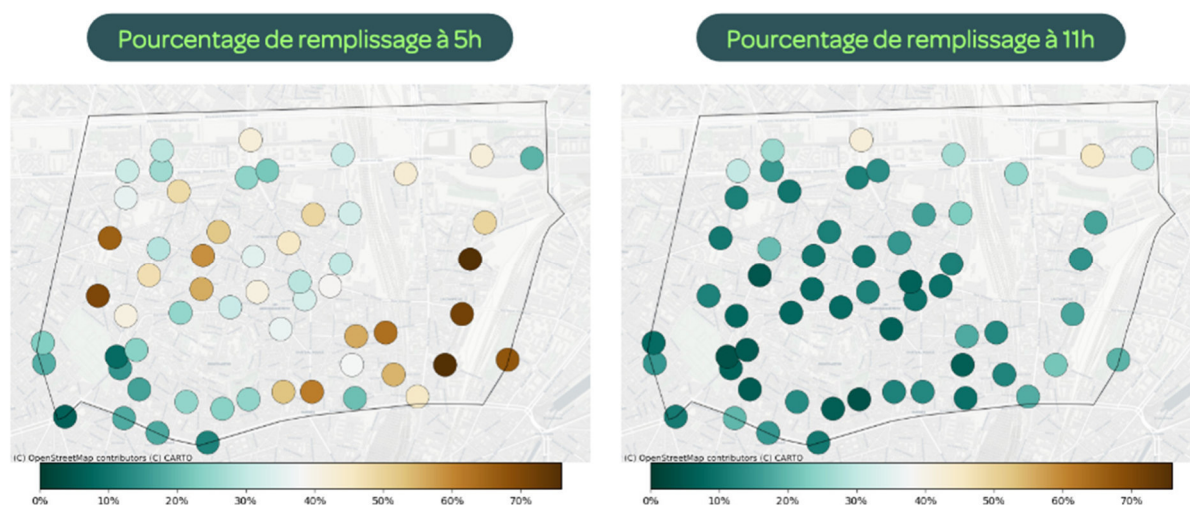 Pourcentage de remplissage à 5h
Pourcentage de remplissage à 11h
(C) OpenStreetMap contributors (C) CARTO
(C) OpenStreetMap contributors (C) CARTO
0% 10% 20% 30% 40% 50% 60% 70%
0% 10% 20% 30% 40% 50% 60% 70%